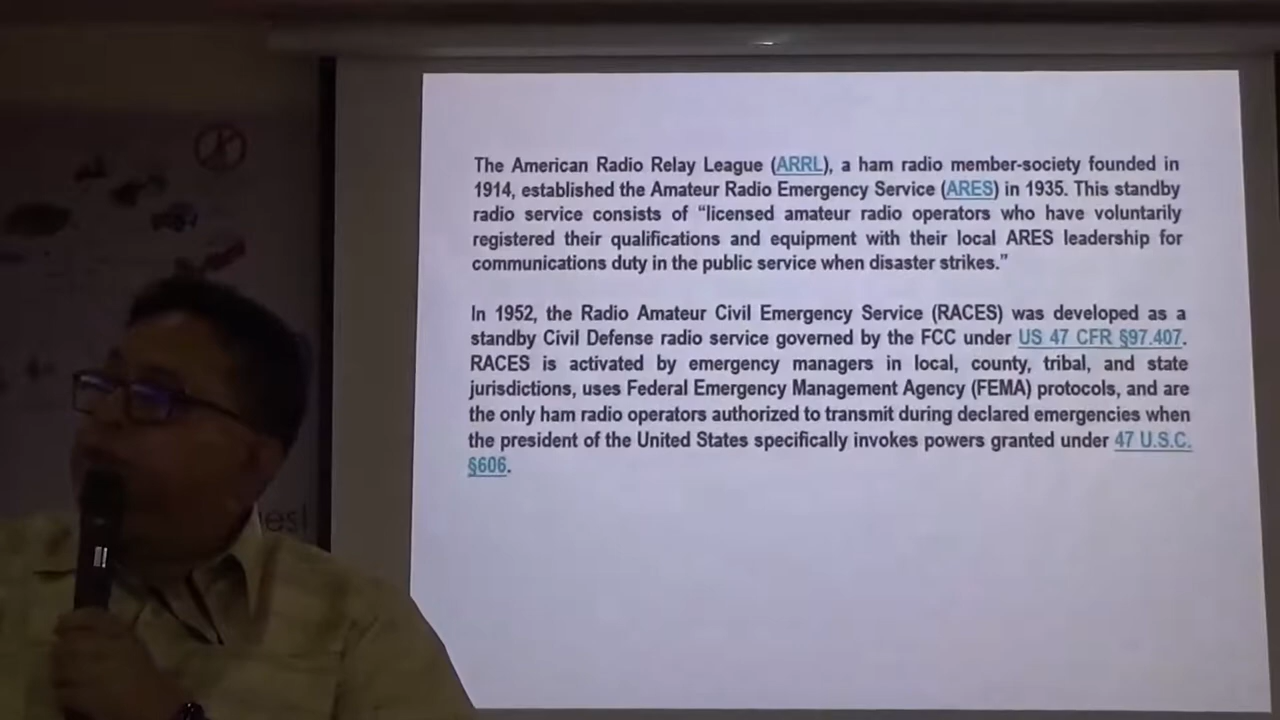 The American Radio Relay League (ARRL), a ham radio member-society founded in
1914, established the Amateur Radio Emergency Service (ARES) in 1935. This standby
radio service consists of “licensed amateur radio operators who have voluntarily
registered their qualifications and equipment with their local ARES leadership for
communications duty in the public service when disaster strikes.”
In 1952, the Radio Amateur Civil Emergency Service (RACES) was developed as a
standby Civil Defense radio service governed by the FCC under US 47 CFR §97.407.
RACES is activated by emergency managers in local, county, tribal, and state
jurisdictions, uses Federal Emergency Management Agency (FEMA) protocols, and are
the only ham radio operators authorized to transmit during declared emergencies when
the president of the United States specifically invokes powers granted under 47 U.S.C.
§606.